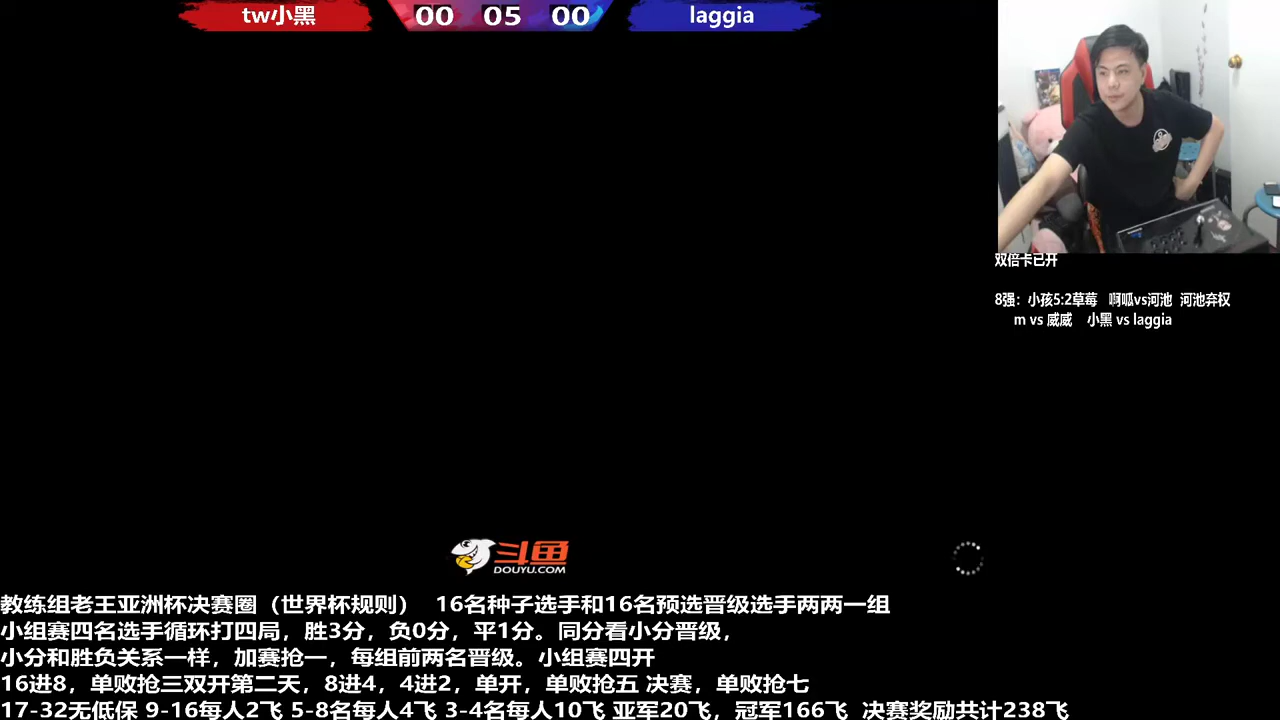 tw小黑 00 05 00 laggia
双倍卡已开
8强：小孩5:2草莓 啊呱vs河池 河池弃权
m vs 威威 小黑 vs laggia
斗鱼
DOUYU.COM
教练组老王亚洲杯决赛圈（世界杯规则） 16名种子选手和16名预选晋级选手两两一组
小组赛四名选手循环打四局，胜3分，负0分，平1分。同分看小分晋级，
小分和胜负关系一样，加赛抢一，每组前两名晋级。小组赛四开
16进8，单败抢三双开第二天，8进4，4进2，单开，单败抢五 决赛，单败抢七
17-32无低保 9-16每人2飞 5-8名每人4飞 3-4名每人10飞 亚军20飞，冠军166飞 决赛奖励共计238飞